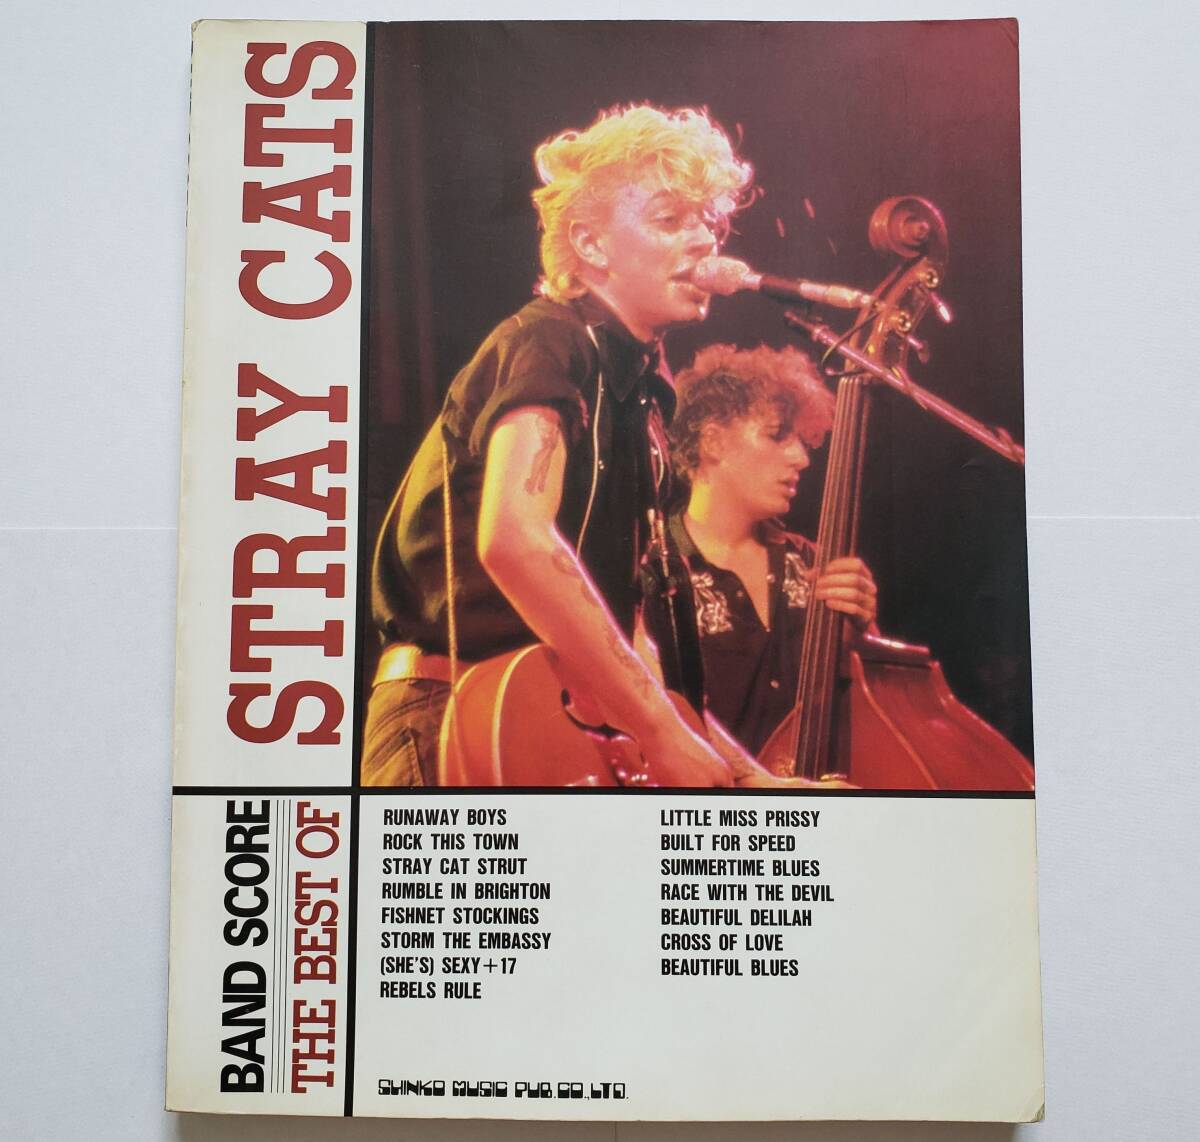 STRAY CATS
BAND SCORE
THE BEST OF
RUNAWAY BOYS
ROCK THIS TOWN
STRAY CAT STRUT
RUMBLE IN BRIGHTON
FISHNET STOCKINGS
STORM THE EMBASSY
(SHE'S) SEXY+17
REBELS RULE
LITTLE MISS PRISSY
BUILT FOR SPEED
SUMMERTIME BLUES
RACE WITH THE DEVIL
BEAUTIFUL DELILAH
CROSS OF LOVE
BEAUTIFUL BLUES
SHINKO MUSIC PUB.CO.,LTD.